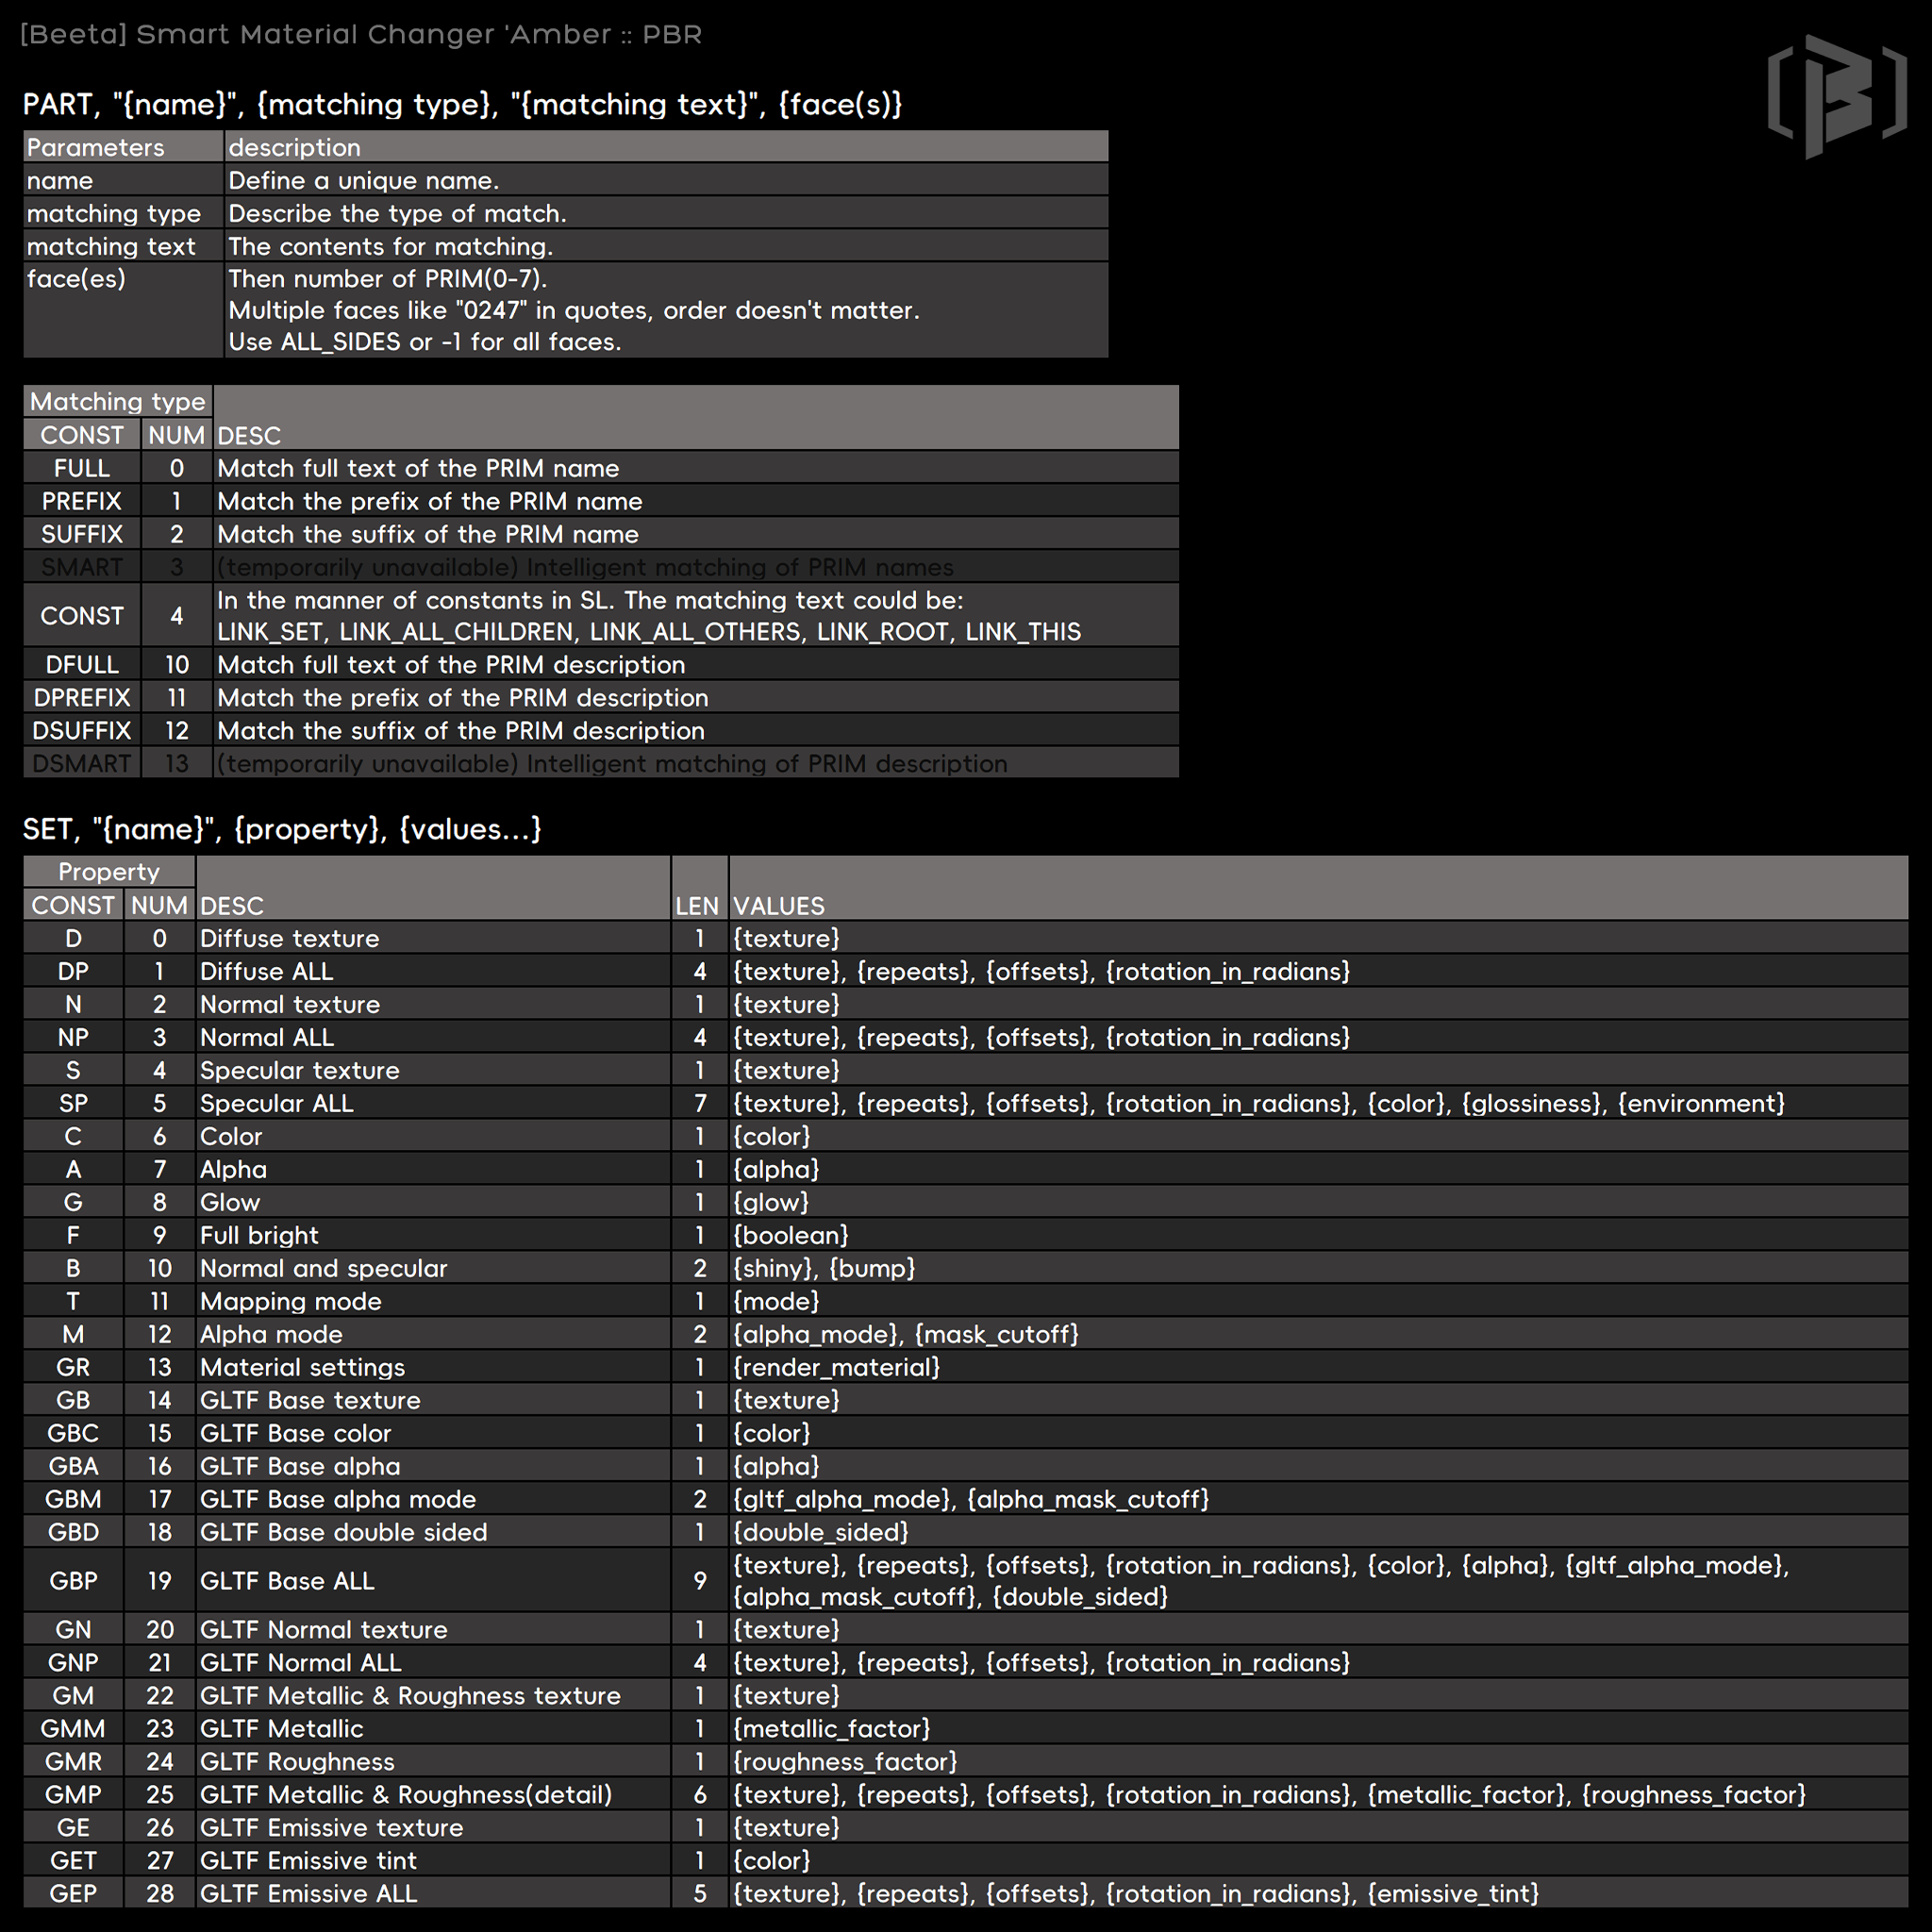 [Beeta] Smart Material Changer 'Amber :: PBR
PART, "{name}", {matching type}, "{matching text}", {face(s)}
Parameters description
name Define a unique name.
matching type Describe the type of match.
matching text The contents for matching.
face(es) Then number of PRIM(0-7).
Multiple faces like "0247" in quotes, order doesn't matter.
Use ALL_SIDES or -1 for all faces.
Matching type
CONST NUM DESC
FULL 0 Match full text of the PRIM name
PREFIX 1 Match the prefix of the PRIM name
SUFFIX 2 Match the suffix of the PRIM name
SMART 3 (temporarily unavailable) Intelligent matching of PRIM names
CONST 4 In the manner of constants in SL. The matching text could be:
LINK_SET, LINK_ALL_CHILDREN, LINK_ALL_OTHERS, LINK_ROOT, LINK_THIS
DFULL 10 Match full text of the PRIM description
DPREFIX 11 Match the prefix of the PRIM description
DSUFFIX 12 Match the suffix of the PRIM description
DSMART 13 (temporarily unavailable) Intelligent matching of PRIM description
SET, "{name}", {property}, {values...}
Property
CONST NUM DESC LEN VALUES
D 0 Diffuse texture 1 {texture}
DP 1 Diffuse ALL 4 {texture}, {repeats}, {offsets}, {rotation_in_radians}
N 2 Normal texture 1 {texture}
NP 3 Normal ALL 4 {texture}, {repeats}, {offsets}, {rotation_in_radians}
S 4 Specular texture 1 {texture}
SP 5 Specular ALL 7 {texture}, {repeats}, {offsets}, {rotation_in_radians}, {color}, {glossiness}, {environment}
C 6 Color 1 {color}
A 7 Alpha 1 {alpha}
G 8 Glow 1 {glow}
F 9 Full bright 1 {boolean}
B 10 Normal and specular 2 {shiny}, {bump}
T 11 Mapping mode 1 {mode}
M 12 Alpha mode 2 {alpha_mode}, {mask_cutoff}
GR 13 Material settings 1 {render_material}
GB 14 GLTF Base texture 1 {texture}
GBC 15 GLTF Base color 1 {color}
GBA 16 GLTF Base alpha 1 {alpha}
GBM 17 GLTF Base alpha mode 2 {gltf_alpha_mode}, {alpha_mask_cutoff}
GBD 18 GLTF Base double sided 1 {double_sided}
GBP 19 GLTF Base ALL 9 {texture}, {repeats}, {offsets}, {rotation_in_radians}, {color}, {alpha}, {gltf_alpha_mode},
{alpha_mask_cutoff}, {double_sided}
GN 20 GLTF Normal texture 1 {texture}
GNP 21 GLTF Normal ALL 4 {texture}, {repeats}, {offsets}, {rotation_in_radians}
GM 22 GLTF Metallic & Roughness texture 1 {texture}
GMM 23 GLTF Metallic 1 {metallic_factor}
GMR 24 GLTF Roughness 1 {roughness_factor}
GMP 25 GLTF Metallic & Roughness(detail) 6 {texture}, {repeats}, {offsets}, {rotation_in_radians}, {metallic_factor}, {roughness_factor}
GE 26 GLTF Emissive texture 1 {texture}
GET 27 GLTF Emissive tint 1 {color}
GEP 28 GLTF Emissive ALL 5 {texture}, {repeats}, {offsets}, {rotation_in_radians}, {emissive_tint}